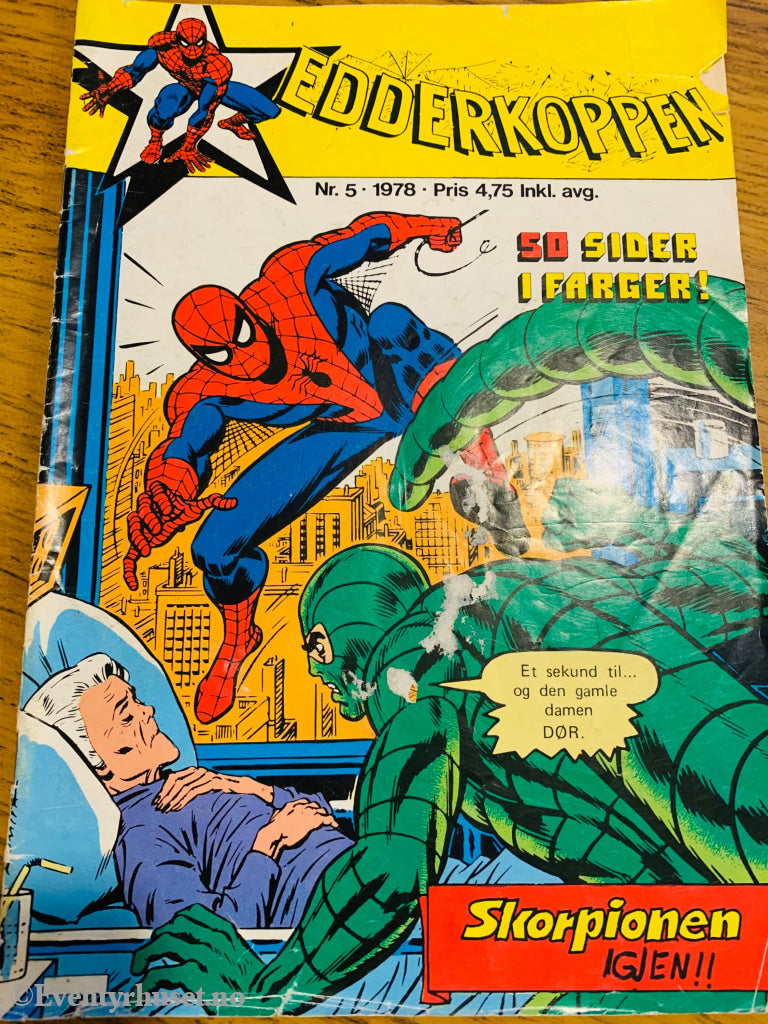 EDDERKOPPEN
Nr. 5 · 1978 · Pris 4,75 Inkl. avg.
50 SIDER
I FARGER!
Et sekund til...
og den gamle
damen
DØR.
Skorpionen
IGJEN!!
©Eventyrhuset.no